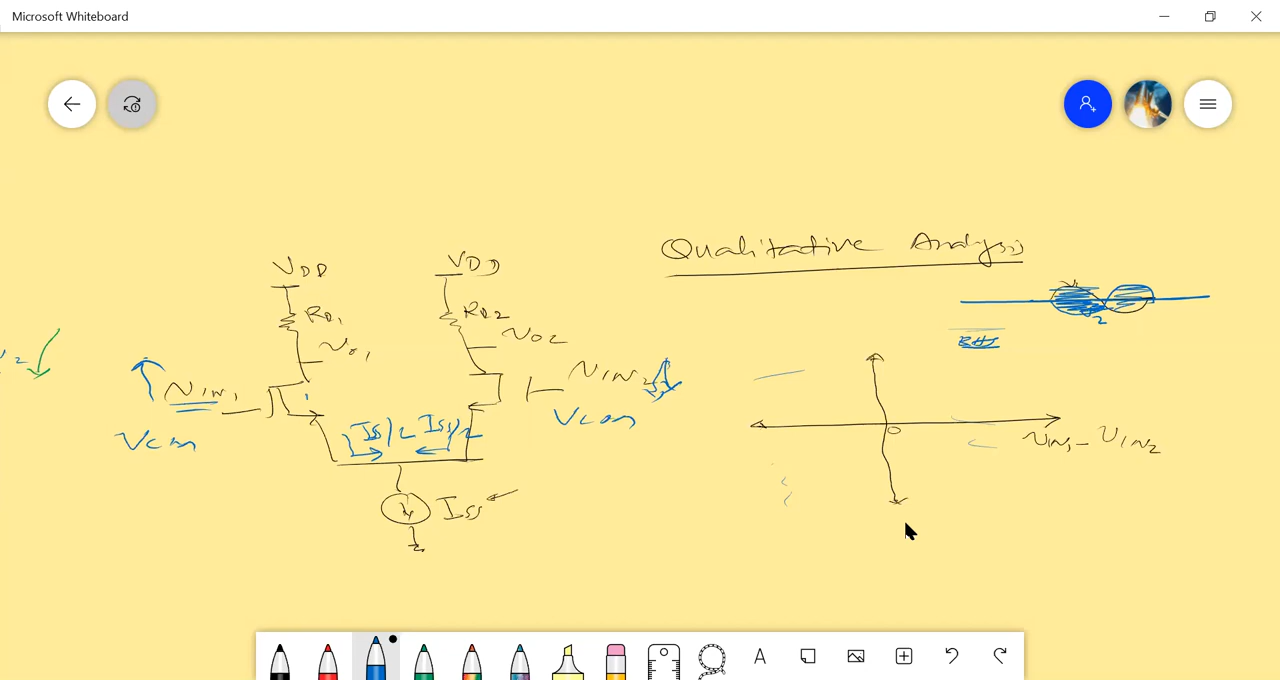 Microsoft Whiteboard
Qualitative Analysis
VDD VDD
RD1 RD2
Vo1 Vo2
VIN1 VIN2
Vcm Vcm
ISS/2 ISS/2
ISS
2
0
VIN1 - VIN2
A